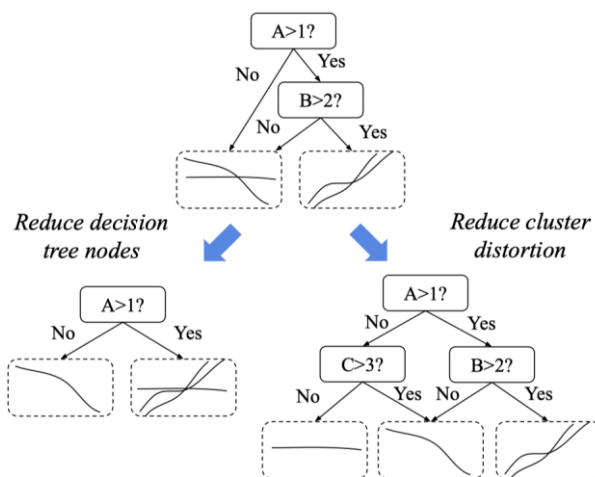 A>1?
No
Yes
B>2?
No
Yes
Reduce decision
tree nodes
Reduce cluster
distortion
A>1?
No
Yes
A>1?
No
Yes
C>3?
B>2?
No
Yes
No
Yes